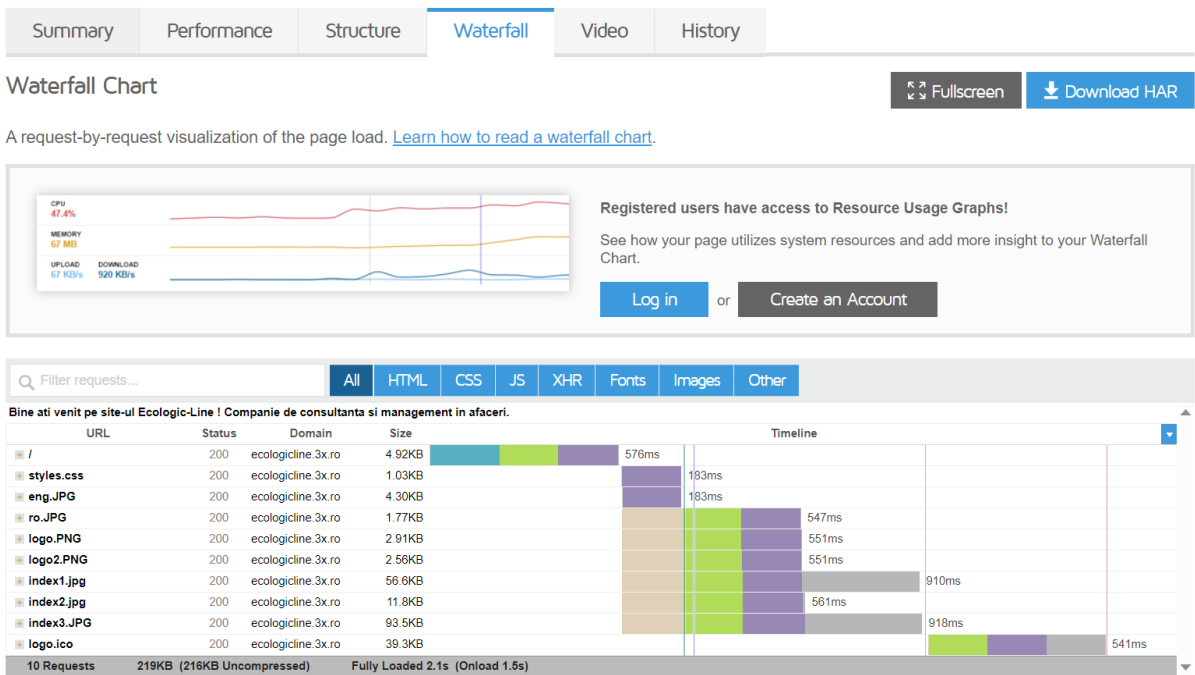 Summary Performance Structure Waterfall Video History
Waterfall Chart
Fullscreen Download HAR
A request-by-request visualization of the page load. Learn how to read a waterfall chart.
CPU
47.4%
MEMORY
67 MB
UPLOAD DOWNLOAD
67 KB/s 920 KB/s
Registered users have access to Resource Usage Graphs!
See how your page utilizes system resources and add more insight to your Waterfall
Chart.
Log in or Create an Account
Filter requests... All HTML CSS JS XHR Fonts Images Other
Bine ati venit pe site-ul Ecologic-Line ! Companie de consultanta si management in afaceri.
URL Status Domain Size Timeline
/ 200 ecologicline.3x.ro 4.92KB 576ms
styles.css 200 ecologicline.3x.ro 1.03KB 183ms
eng.JPG 200 ecologicline.3x.ro 4.30KB 183ms
ro.JPG 200 ecologicline.3x.ro 1.77KB 547ms
logo.PNG 200 ecologicline.3x.ro 2.91KB 551ms
logo2.PNG 200 ecologicline.3x.ro 2.56KB 551ms
index1.jpg 200 ecologicline.3x.ro 56.6KB 910ms
index2.jpg 200 ecologicline.3x.ro 11.8KB 561ms
index3.JPG 200 ecologicline.3x.ro 93.5KB 918ms
logo.ico 200 ecologicline.3x.ro 39.3KB 541ms
10 Requests 219KB (216KB Uncompressed) Fully Loaded 2.1s (Onload 1.5s)